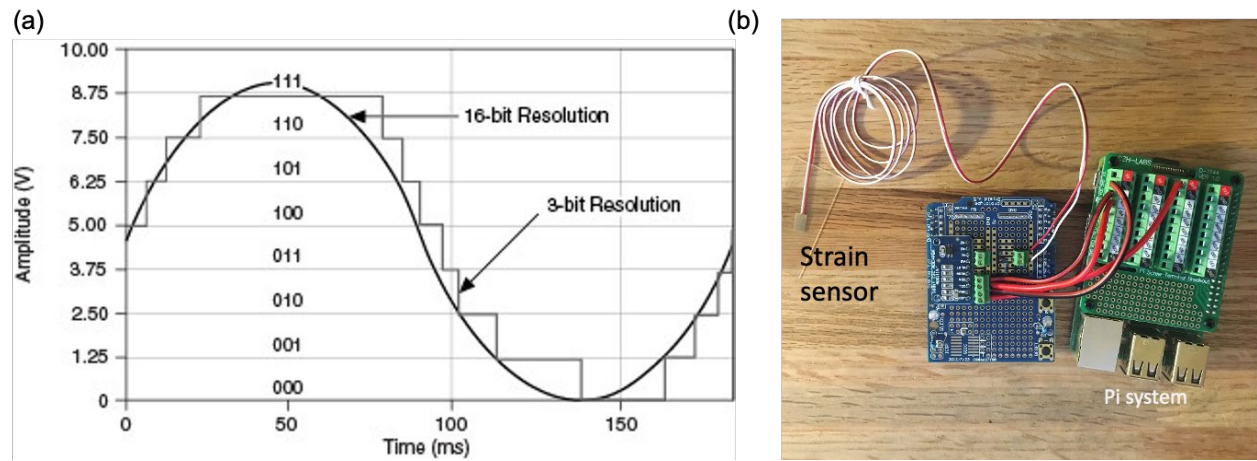 (a)
(b)
10.00
8.75
7.50
6.25
5.00
3.75
2.50
1.25
0
Amplitude (V)
111
110
101
100
011
010
001
000
16-bit Resolution
3-bit Resolution
0
50
100
150
Time (ms)
Strain
sensor
ZH-LABS
Pi system